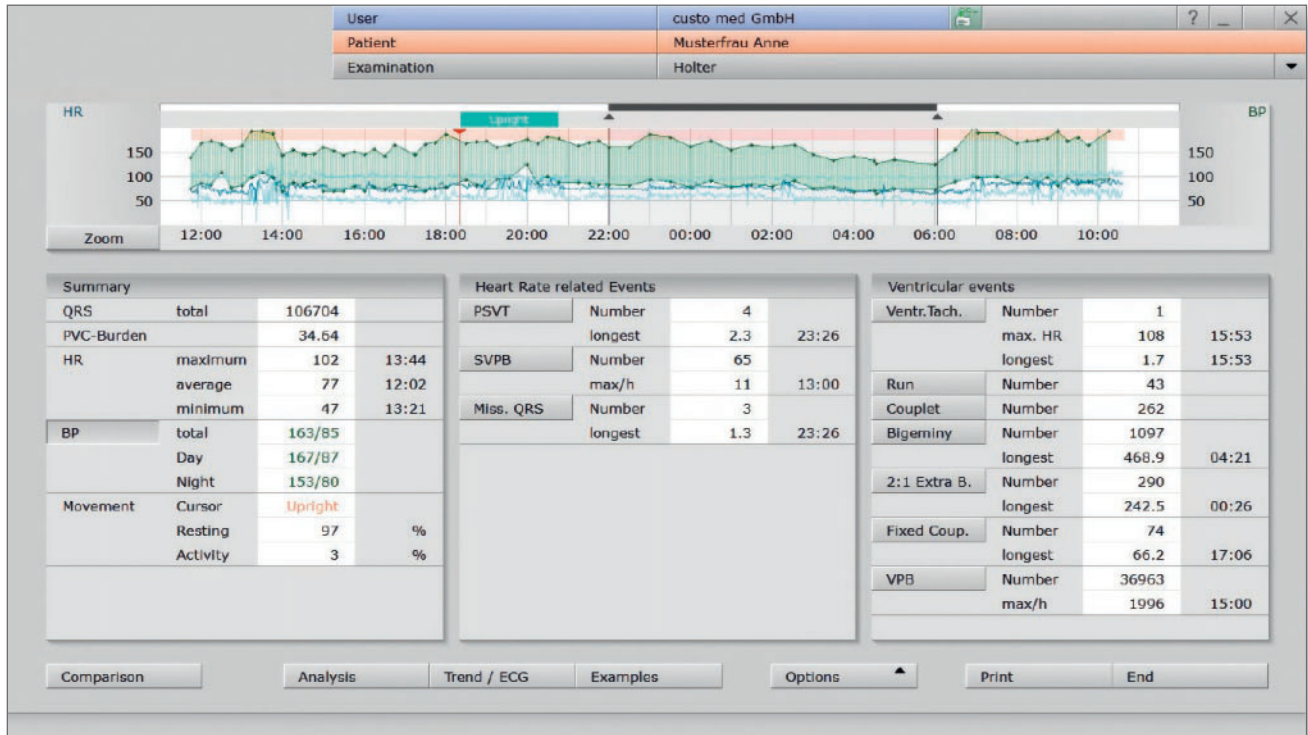 User custo med GmbH ? _ X
Patient Musterfrau Anne
Examination Holter
HR BP
Upright
150 150
100 100
50 50
Zoom 12:00 14:00 16:00 18:00 20:00 22:00 00:00 02:00 04:00 06:00 08:00 10:00
Summary
QRS total 106704
PVC-Burden 34.64
HR maximum 102 13:44
average 77 12:02
minimum 47 13:21
BP total 163/85
Day 167/87
Night 153/80
Movement Cursor Upright
Resting 97 %
Activity 3 %
Heart Rate related Events
PSVT Number 4
longest 2.3 23:26
SVPB Number 65
max/h 11 13:00
Miss. QRS Number 3
longest 1.3 23:26
Ventricular events
Ventr.Tach. Number 1
max. HR 108 15:53
longest 1.7 15:53
Run Number 43
Couplet Number 262
Bigeminy Number 1097
longest 468.9 04:21
2:1 Extra B. Number 290
longest 242.5 00:26
Fixed Coup. Number 74
longest 66.2 17:06
VPB Number 36963
max/h 1996 15:00
Comparison Analysis Trend / ECG Examples Options Print End